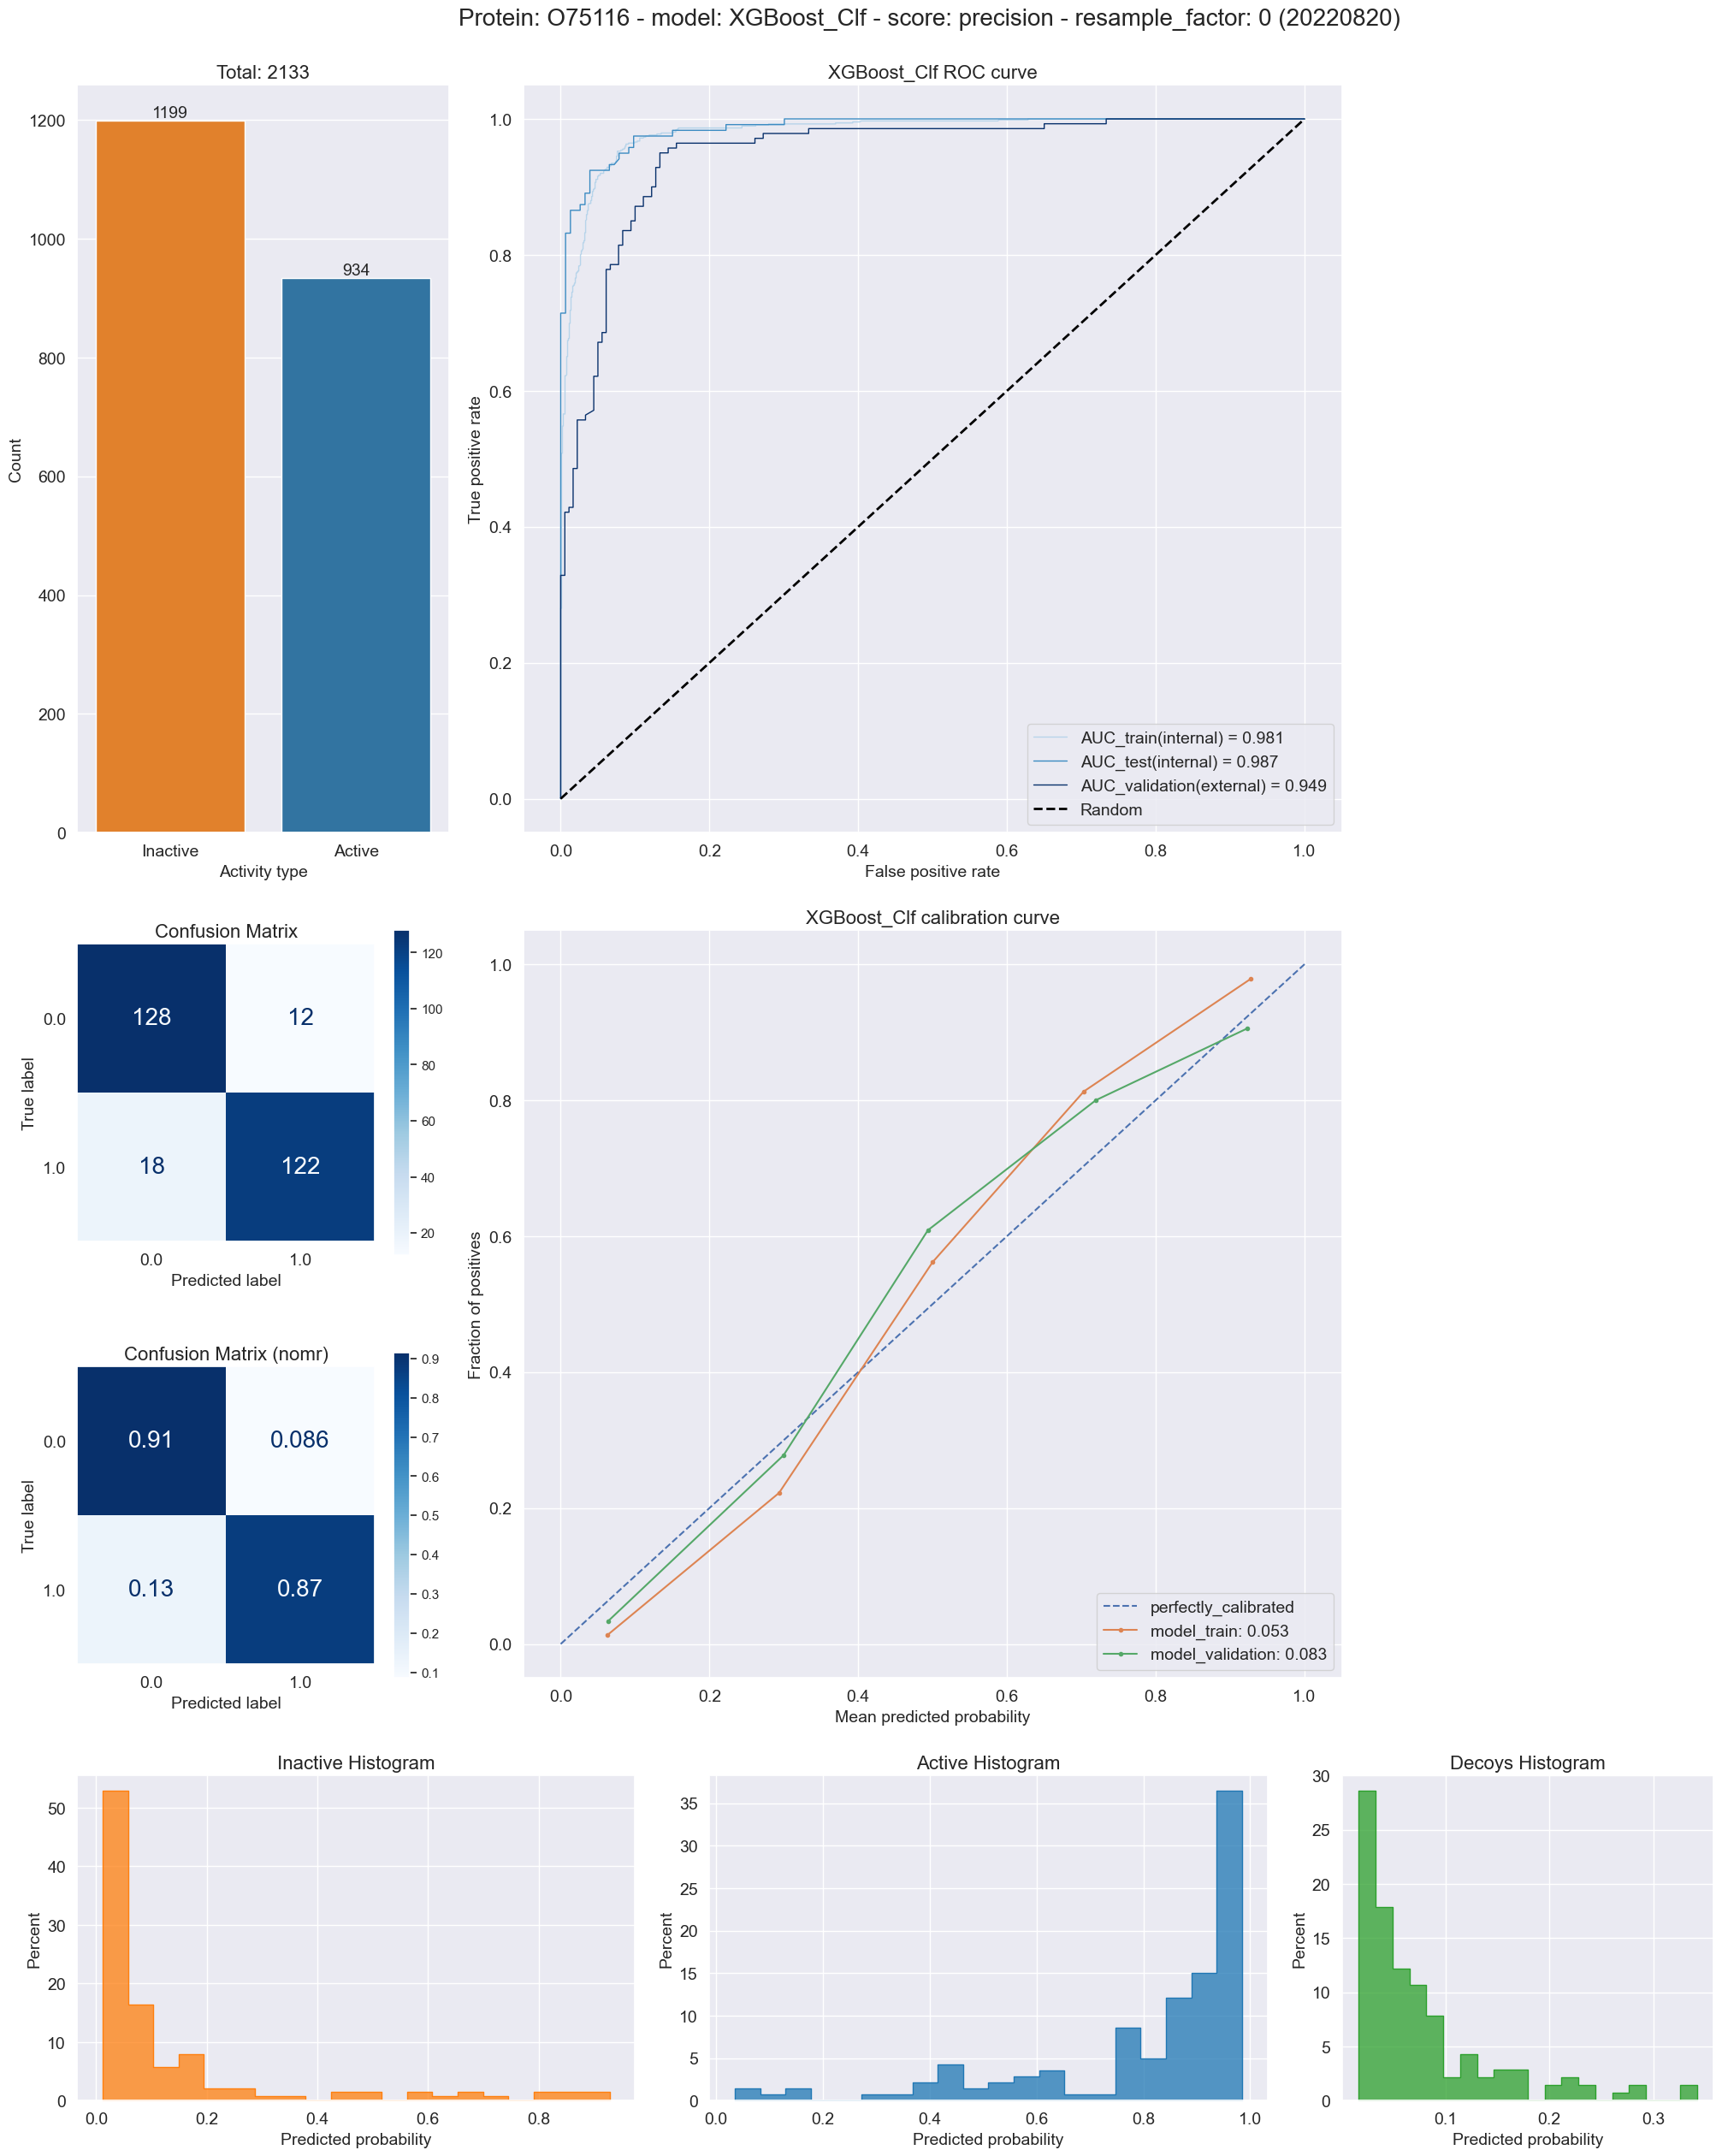 Protein: O75116 - model: XGBoost_Clf - score: precision - resample_factor: 0 (20220820)
Total: 2133
1199
934
1200
1000
800
600
400
200
0
Count
Inactive
Active
Activity type
XGBoost_Clf ROC curve
1.0
0.8
0.6
0.4
0.2
0.0
True positive rate
0.0
0.2
0.4
0.6
0.8
1.0
False positive rate
AUC_train(internal) = 0.981
AUC_test(internal) = 0.987
AUC_validation(external) = 0.949
Random
Confusion Matrix
128
12
18
122
0.0
1.0
True label
0.0
1.0
Predicted label
120
100
80
60
40
20
Confusion Matrix (nomr)
0.91
0.086
0.13
0.87
0.0
1.0
True label
0.0
1.0
Predicted label
0.9
0.8
0.7
0.6
0.5
0.4
0.3
0.2
0.1
XGBoost_Clf calibration curve
1.0
0.8
0.6
0.4
0.2
0.0
Fraction of positives
0.0
0.2
0.4
0.6
0.8
1.0
Mean predicted probability
perfectly_calibrated
model_train: 0.053
model_validation: 0.083
Inactive Histogram
50
40
30
20
10
0
Percent
0.0
0.2
0.4
0.6
0.8
Predicted probability
Active Histogram
35
30
25
20
15
10
5
0
Percent
0.0
0.2
0.4
0.6
0.8
1.0
Predicted probability
Decoys Histogram
30
25
20
15
10
5
0
Percent
0.1
0.2
0.3
Predicted probability